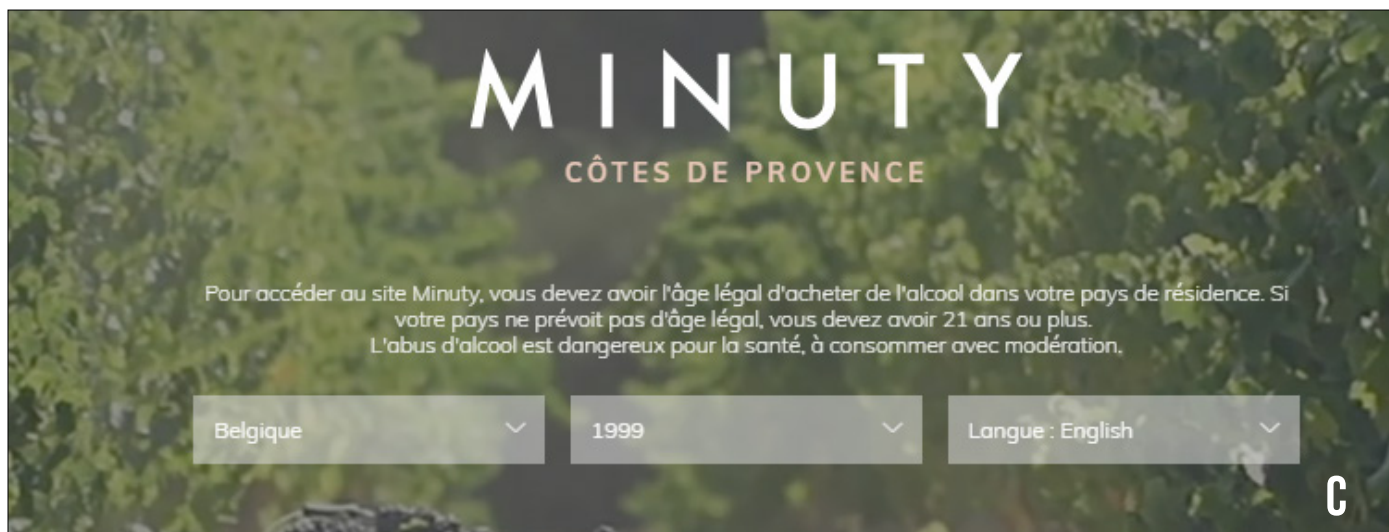 MINUTY
CÔTES DE PROVENCE
Pour accéder au site Minuty, vous devez avoir l'âge légal d'acheter de l'alcool dans votre pays de résidence. Si
votre pays ne prévoit pas d'âge légal, vous devez avoir 21 ans ou plus.
L'abus d'alcool est dangereux pour la santé, à consommer avec modération.
Belgique 1999 Langue : English
C